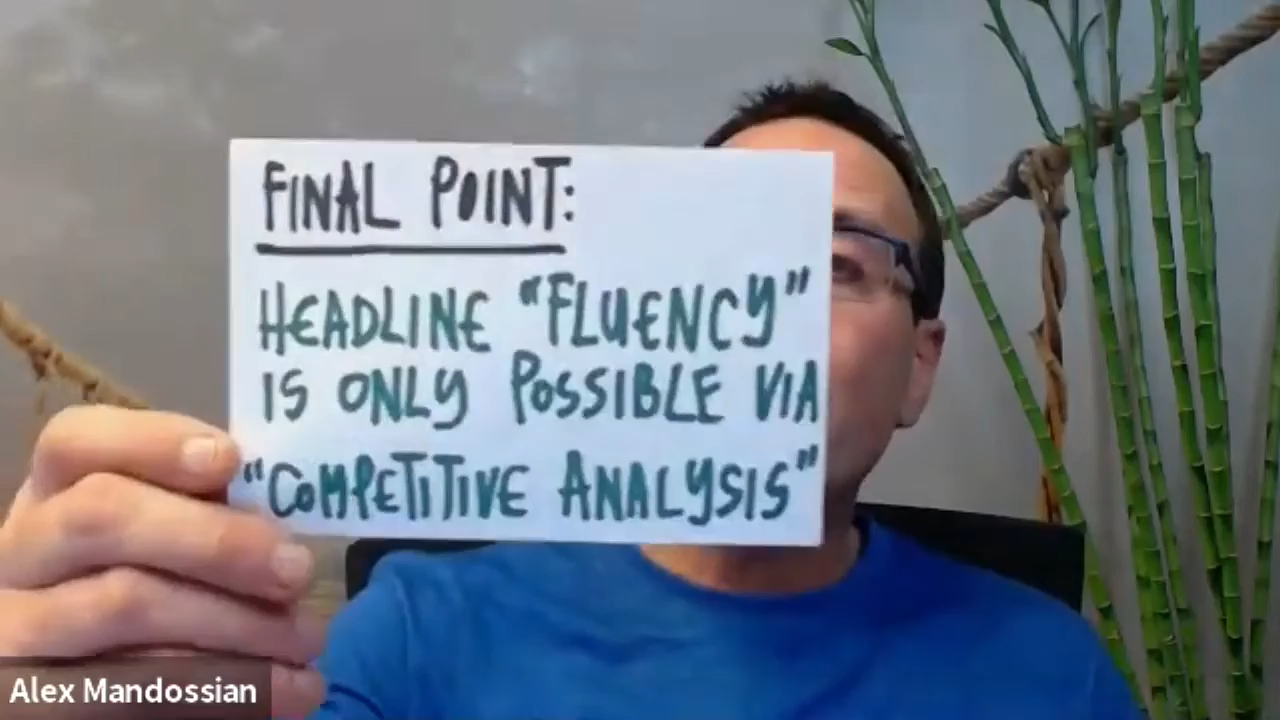 FINAL POINT:
HEADLINE "FLUENCY"
IS ONLY POSSIBLE VIA
"COMPETITIVE ANALYSIS"
Alex Mandossian